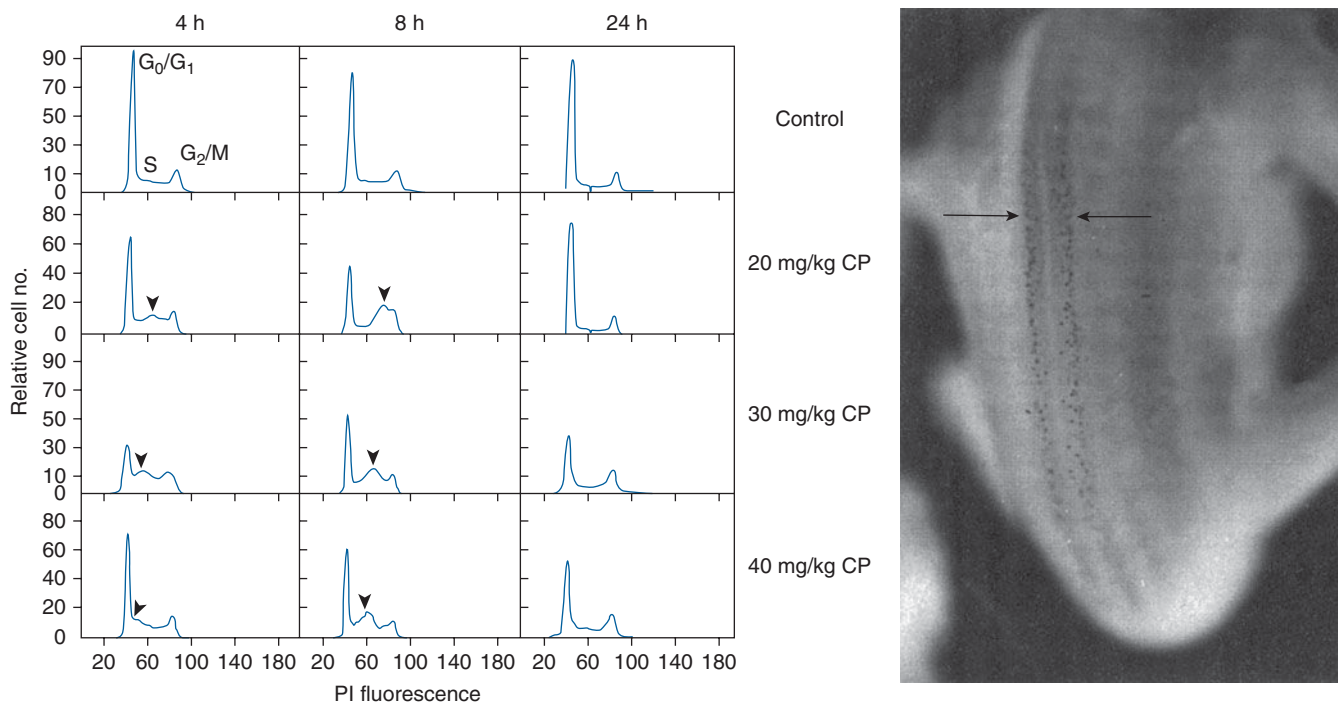 4 h 8 h 24 h
90
70
50
30
10
0
G₀/G₁
S
G₂/M
Control
80
60
40
20
0
20 mg/kg CP
90
70
50
30
10
0
30 mg/kg CP
80
60
40
20
0
40 mg/kg CP
20 60 100 140 180 20 60 100 140 180 20 60 100 140 180
Relative cell no.
PI fluorescence